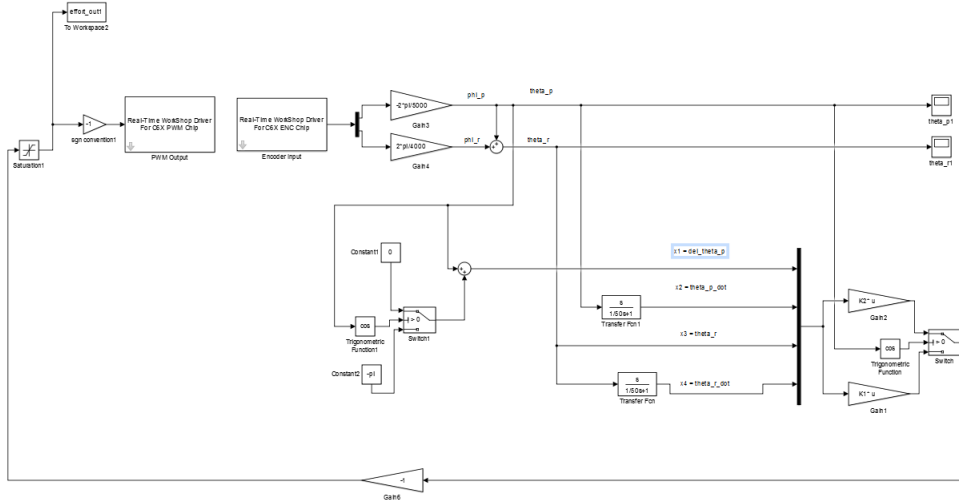 effort_out1
To Workspace2
-1
sgn convention1
Real-Time WorkShop Driver
For C6X PWM Chip
PWM Output
Real-Time WorkShop Driver
For C6X ENC Chip
Encoder Input
-2*pi/5000
Gain3
2*pi/4000
Gain4
phi_p
theta_p
phi_r
theta_r
theta_p1
theta_r1
Saturation1
Constant1
0
cos
Trigonometric
Function1
> 0
Switch1
Constant2
-pi
x1 = del_theta_p
x2 = theta_p_dot
s
1/50s+1
Transfer Fcn1
x3 = theta_r
s
1/50s+1
Transfer Fcn
x4 = theta_r_dot
K2* u
Gain2
cos
Trigonometric
Function
> 0
Switch
K1* u
Gain1
-1
Gain6